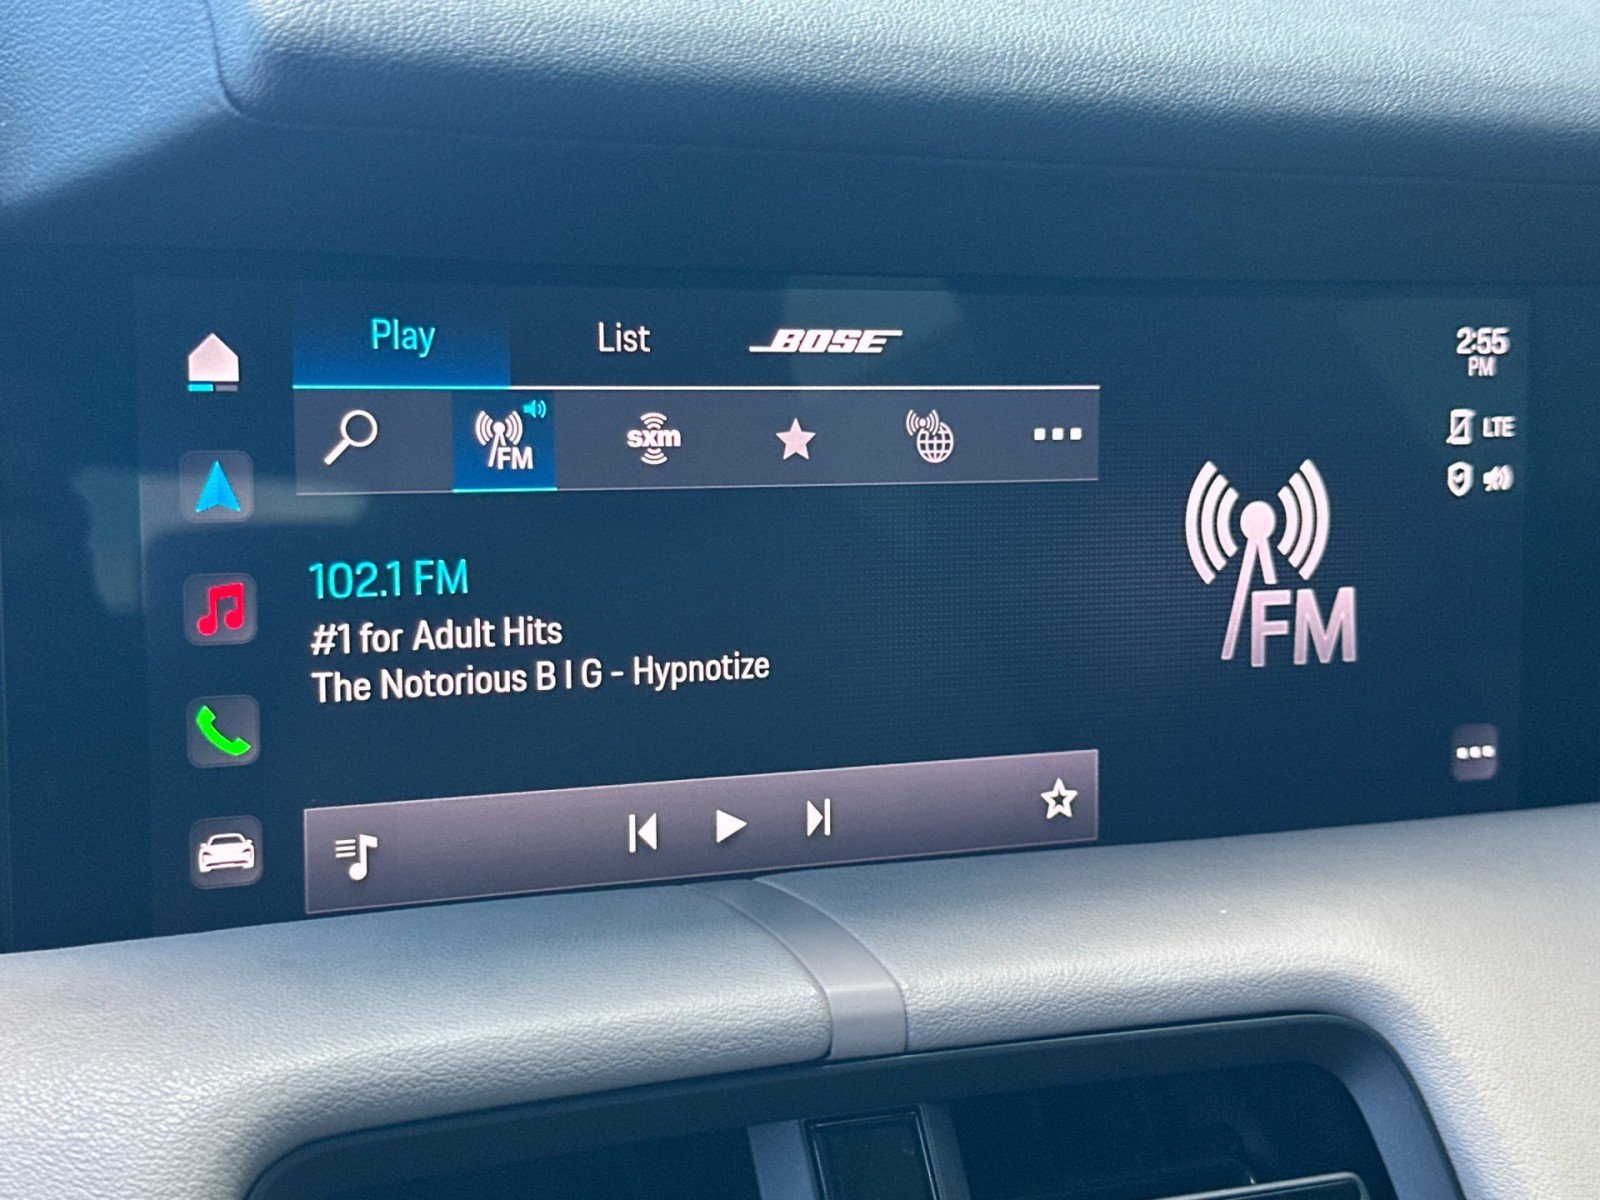 Play List BOSE
2:55
PM
FM sxm
LTE
102.1 FM
#1 for Adult Hits
The Notorious B I G - Hypnotize
FM